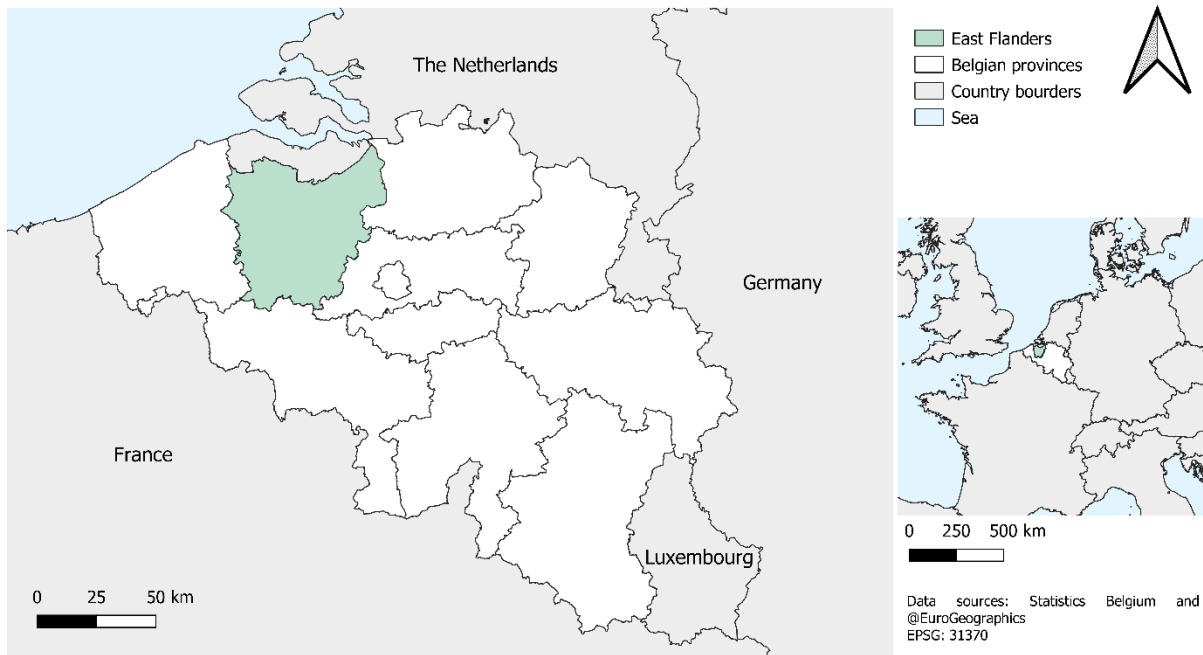 The Netherlands
Germany
France
Luxembourg
0 25 50 km
East Flanders
Belgian provinces
Country bourders
Sea
0 250 500 km
Data sources: Statistics Belgium and
@EuroGeographics
EPSG: 31370